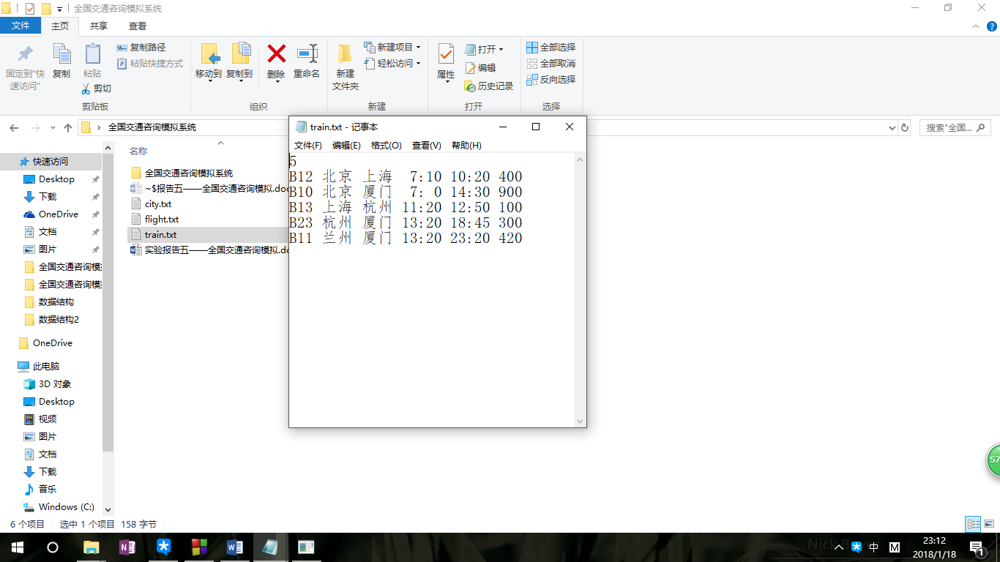 全国交通咨询模拟系统
文件 主页 共享 查看
固定到"快速访问"
复制
粘贴
复制路径
粘贴快捷方式
剪切
剪贴板
移动到 复制到 删除 重命名
组织
新建文件夹
新建项目
轻松访问
新建
属性
打开
编辑
历史记录
打开
全部选择
全部取消
反向选择
选择
全国交通咨询模拟系统
搜索"全国...
快速访问
Desktop
下载
OneDrive
文档
图片
全国交通咨询模
全国交通咨询模
数据结构
数据结构2
OneDrive
此电脑
3D 对象
Desktop
视频
图片
文档
下载
音乐
Windows (C:)
名称
全国交通咨询模拟系统
~$报告五——全国交通咨询模拟.doc
city.txt
flight.txt
train.txt
实验报告五——全国交通咨询模拟.do
train.txt - 记事本
文件(F) 编辑(E) 格式(O) 查看(V) 帮助(H)
5
B12 北京 上海  7:10 10:20 400
B10 北京 厦门  7: 0 14:30 900
B13 上海 杭州 11:20 12:50 100
B23 杭州 厦门 13:20 18:45 300
B11 兰州 厦门 13:20 23:20 420
57
6 个项目 选中 1 个项目 158 字节
中 M
23:12
2018/1/18
1